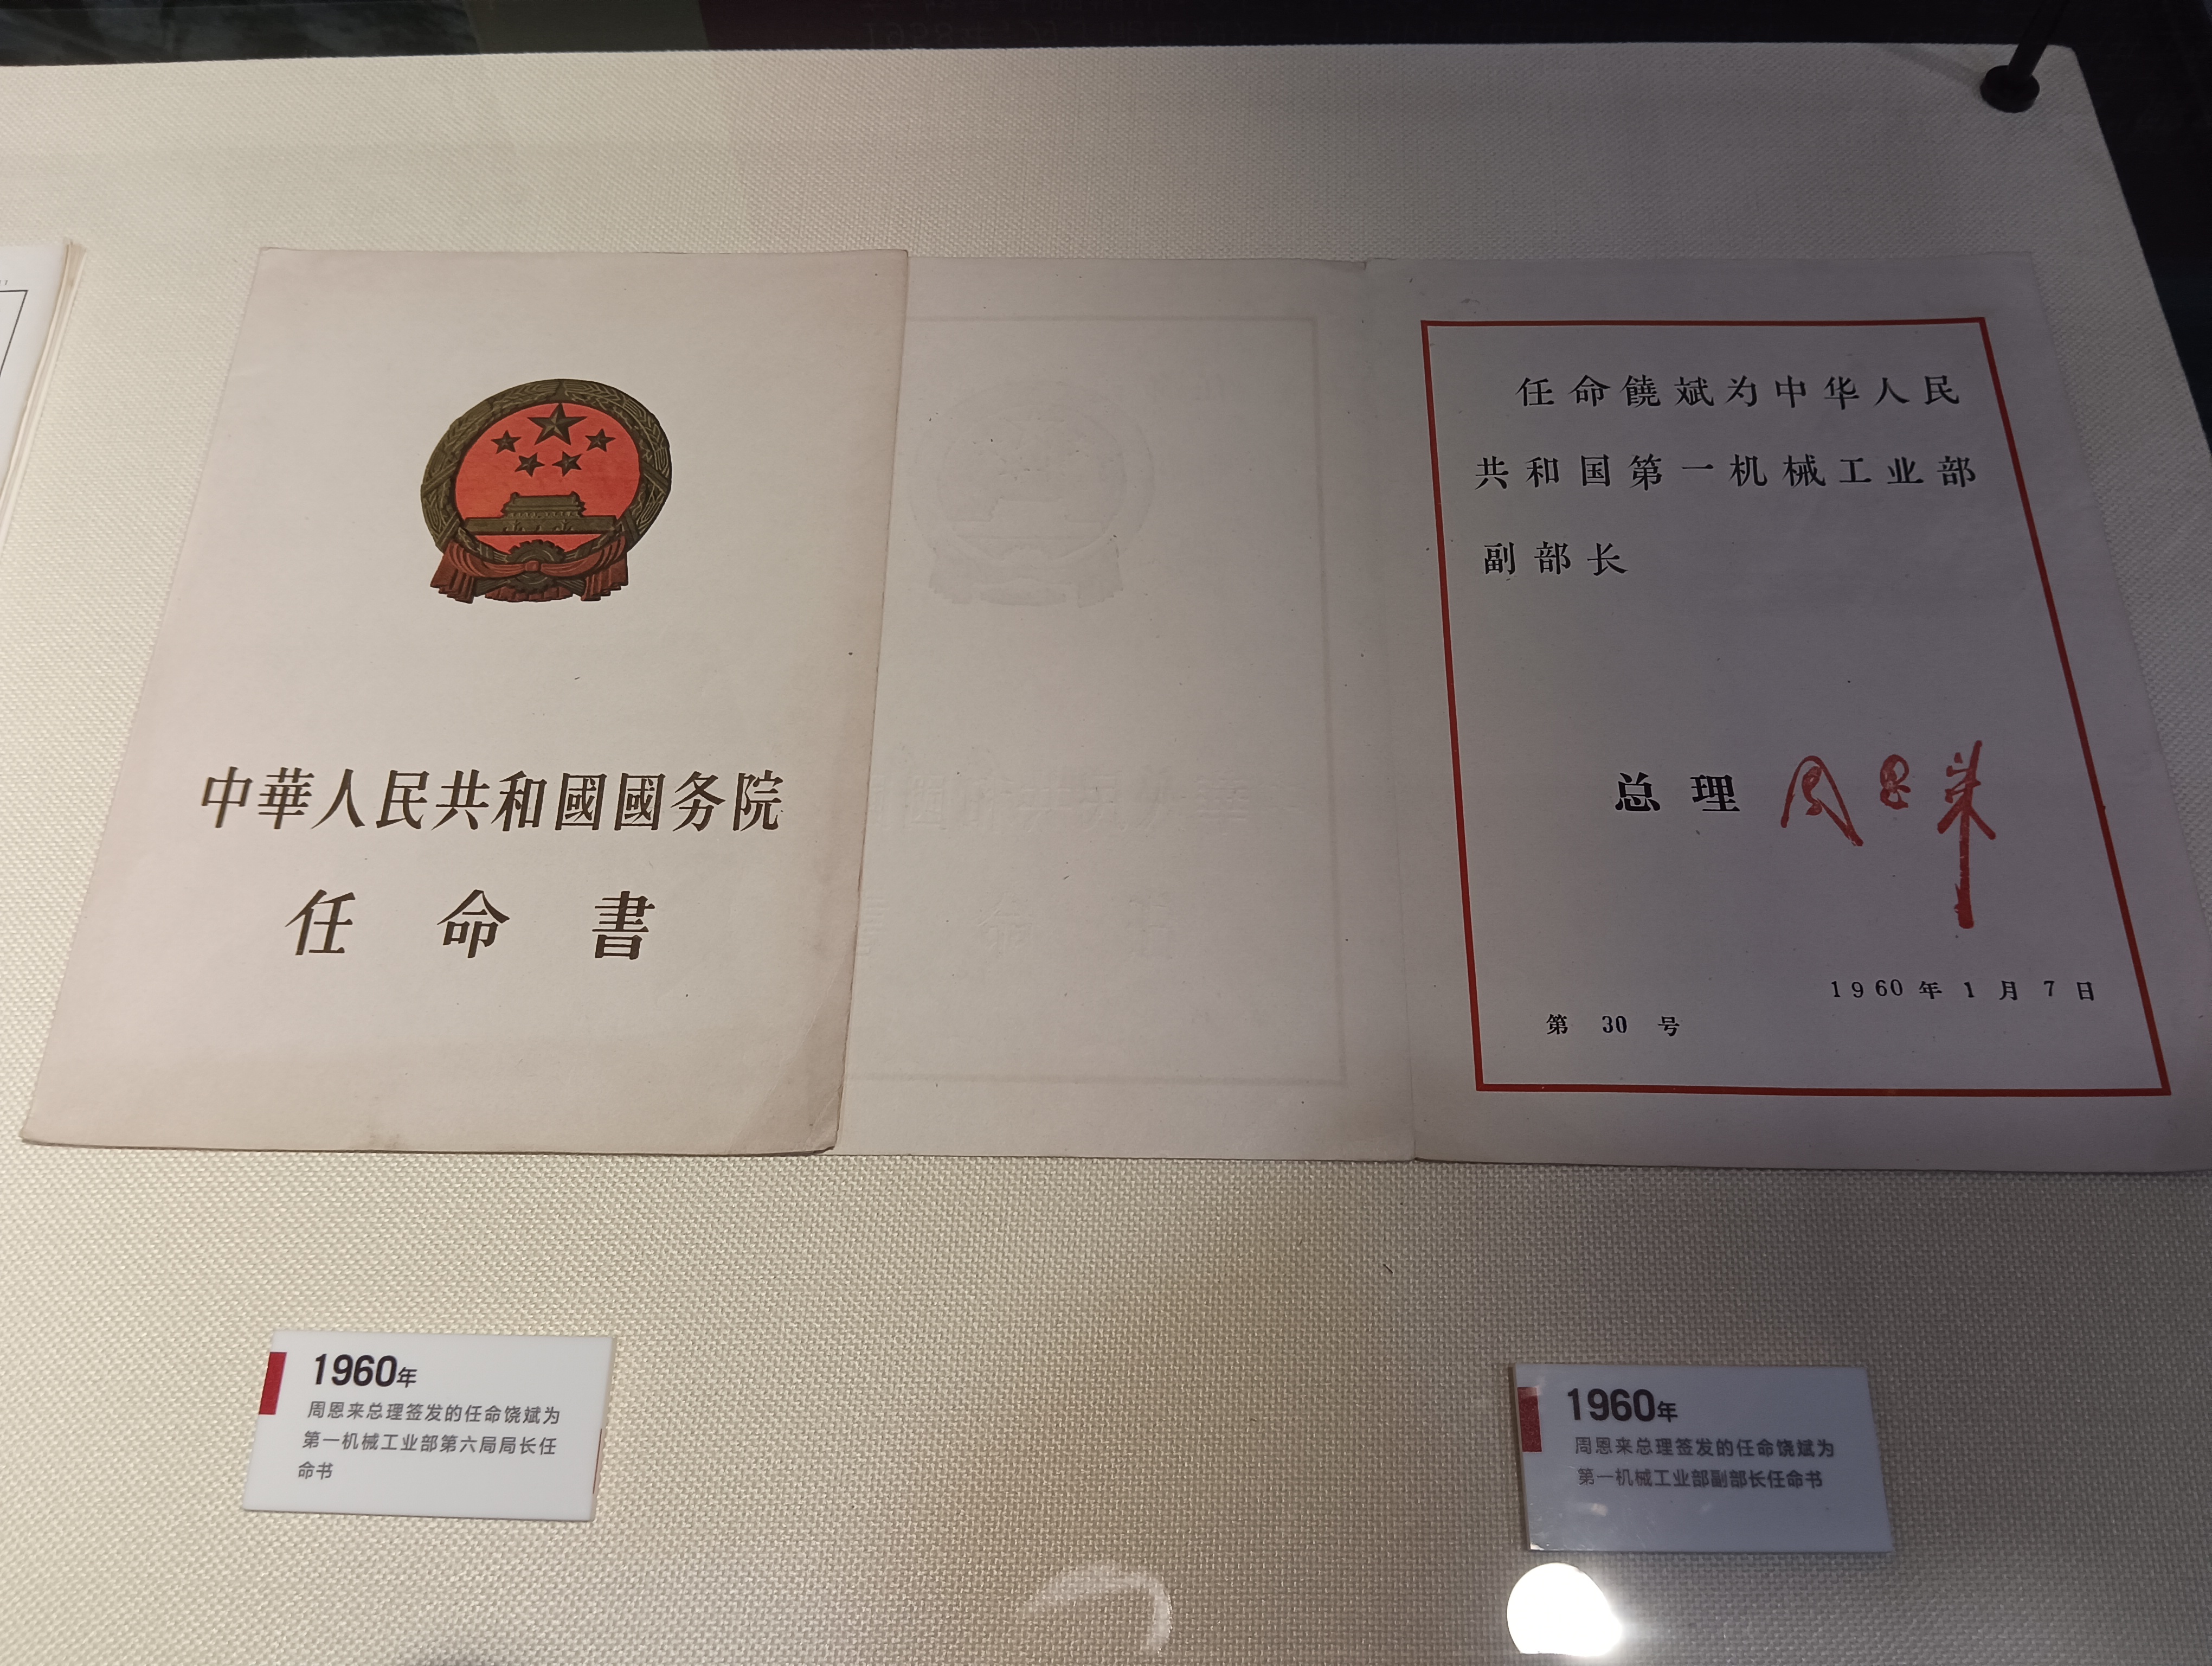 中華人民共和國國务院
任命書
任命饒斌为中华人民
共和国第一机械工业部
副部长
总理 周恩来
1960年1月7日
第 30 号
1960年
周恩来总理签发的任命饶斌为
第一机械工业部第六局局长任
命书
1960年
周恩来总理签发的任命饶斌为
第一机械工业部副部长任命书